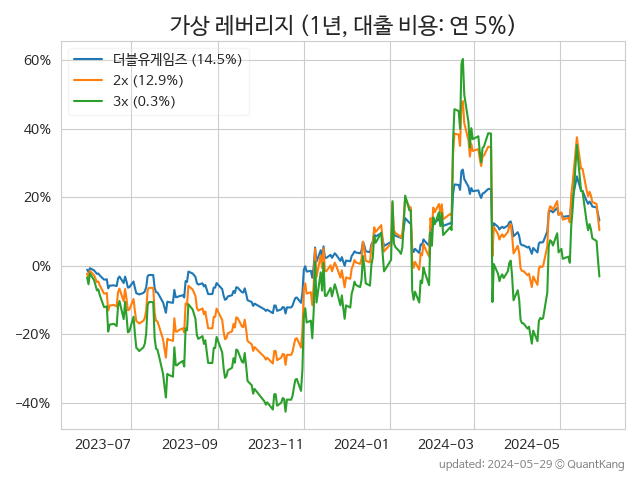 가상 레버리지 (1년, 대출 비용: 연 5%)
60%
40%
20%
0%
−20%
−40%
더블유게임즈 (14.5%)
2x (12.9%)
3x (0.3%)
2023-07
2023-09
2023-11
2024-01
2024-03
2024-05
updated: 2024-05-29 © QuantKang